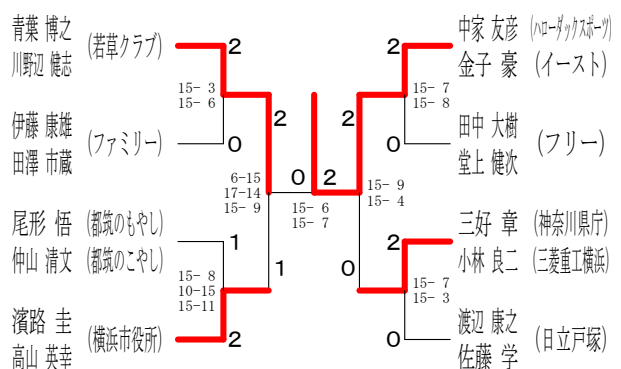 青葉 博之
川野辺 健志
(若草クラブ)
2
15- 3
15- 6
伊藤 康雄
田澤 市蔵
(ファミリー)
0
2
6-15
17-14
15- 9
尾形 悟 (都筑のもやし)
仲山 清文 (都筑のこやし)
1
15- 8
10-15
15-11
濱路 圭
高山 英幸
(横浜市役所)
2
1
0 2
15- 6
15- 7
中家 友彦 (ハローダックスポーツ)
金子 豪 (イースト)
2
15- 7
15- 8
田中 大樹
堂上 健次
(フリー)
0
2
15- 9
15- 4
三好 章 (神奈川県庁)
小林 良二 (三菱重工横浜)
2
15- 7
15- 3
渡辺 康之
佐藤 学
(日立戸塚)
0
0